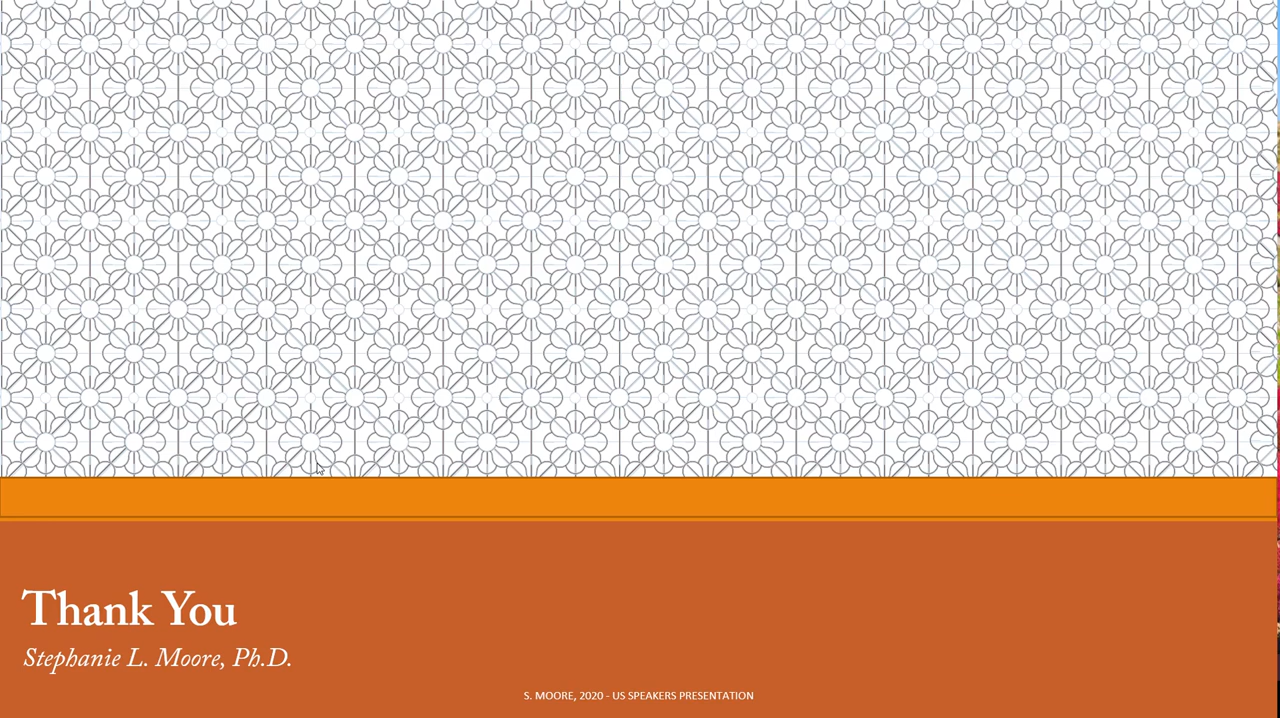 Thank You
Stephanie L. Moore, Ph.D.
S. MOORE, 2020 - US SPEAKERS PRESENTATION